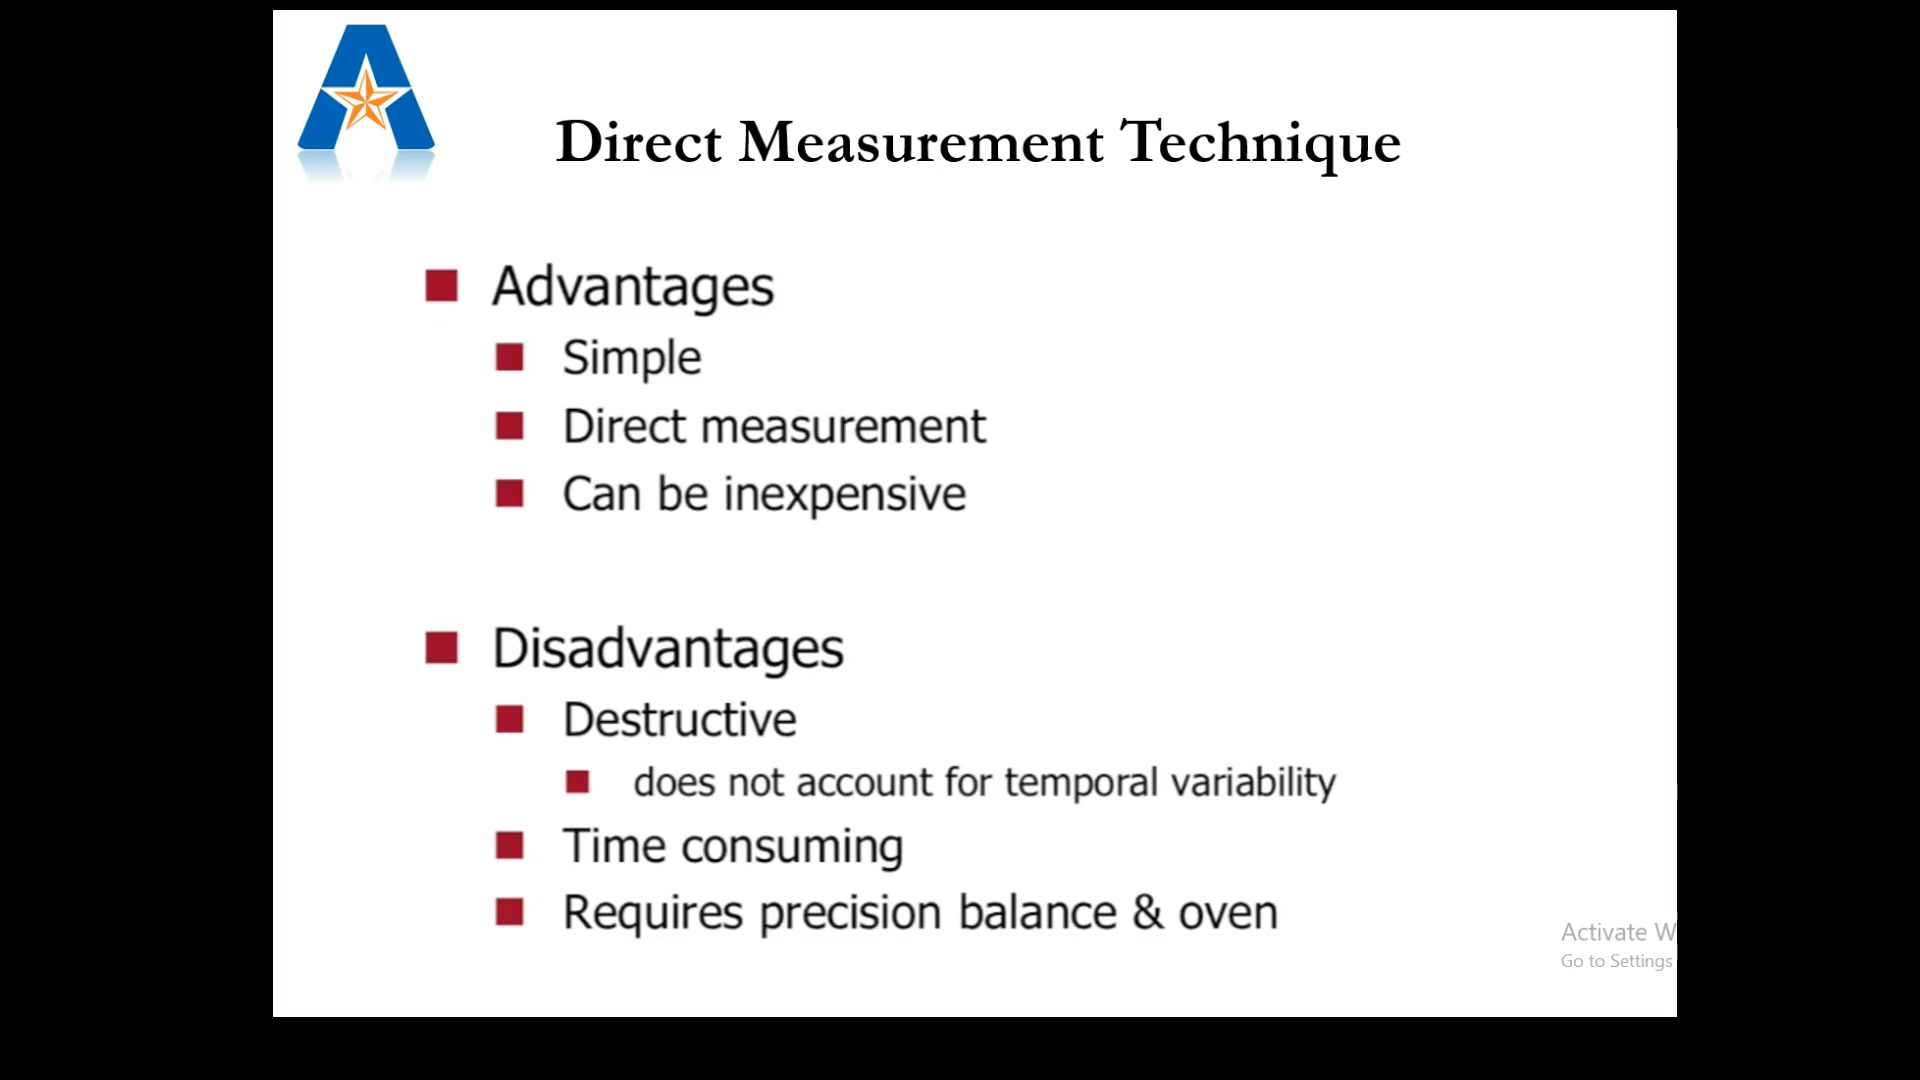 Direct Measurement Technique
Advantages
Simple
Direct measurement
Can be inexpensive
Disadvantages
Destructive
does not account for temporal variability
Time consuming
Requires precision balance & oven
Activate W
Go to Settings